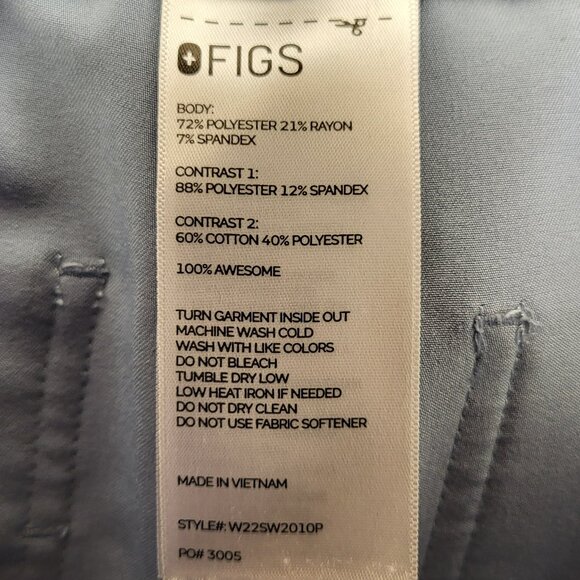 FIGS
BODY:
72% POLYESTER 21% RAYON
7% SPANDEX
CONTRAST 1:
88% POLYESTER 12% SPANDEX
CONTRAST 2:
60% COTTON 40% POLYESTER
100% AWESOME
TURN GARMENT INSIDE OUT
MACHINE WASH COLD
WASH WITH LIKE COLORS
DO NOT BLEACH
TUMBLE DRY LOW
LOW HEAT IRON IF NEEDED
DO NOT DRY CLEAN
DO NOT USE FABRIC SOFTENER
MADE IN VIETNAM
STYLE#: W22SW2010P
PO# 3005